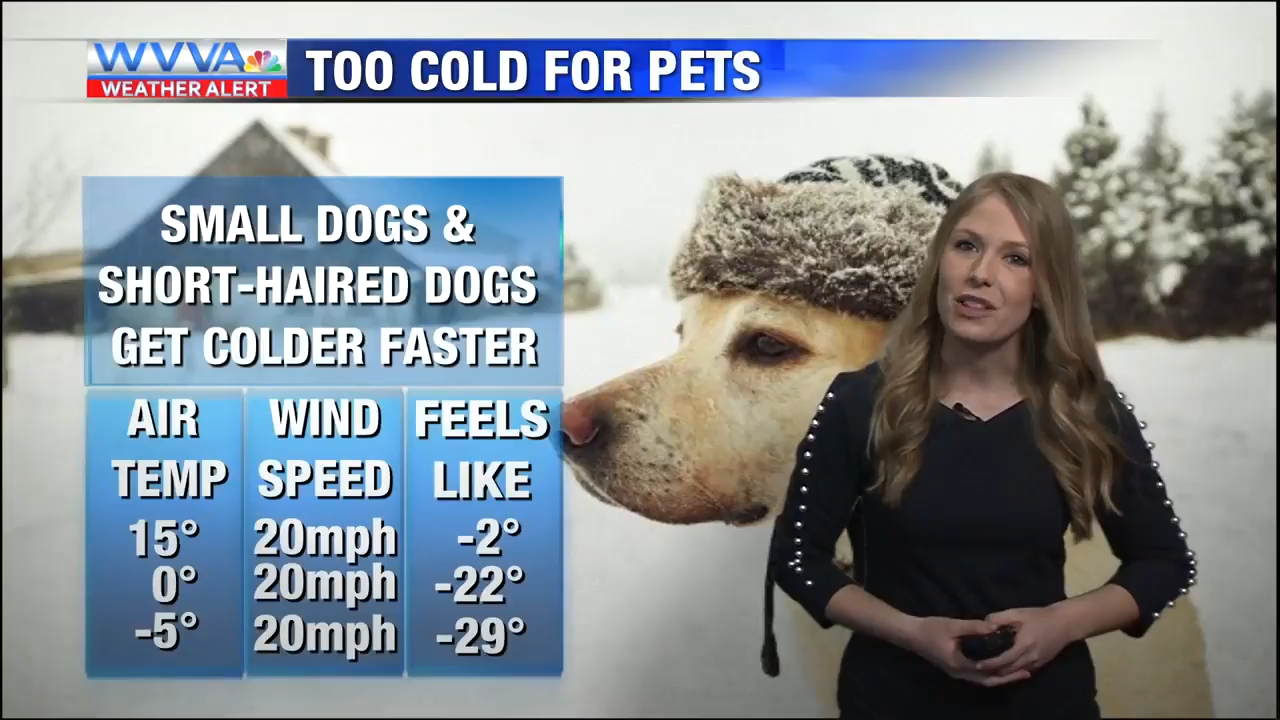 WVVA
WEATHER ALERT
TOO COLD FOR PETS
SMALL DOGS &
SHORT-HAIRED DOGS
GET COLDER FASTER
AIR TEMP WIND SPEED FEELS LIKE
15° 20mph -2°
0° 20mph -22°
-5° 20mph -29°